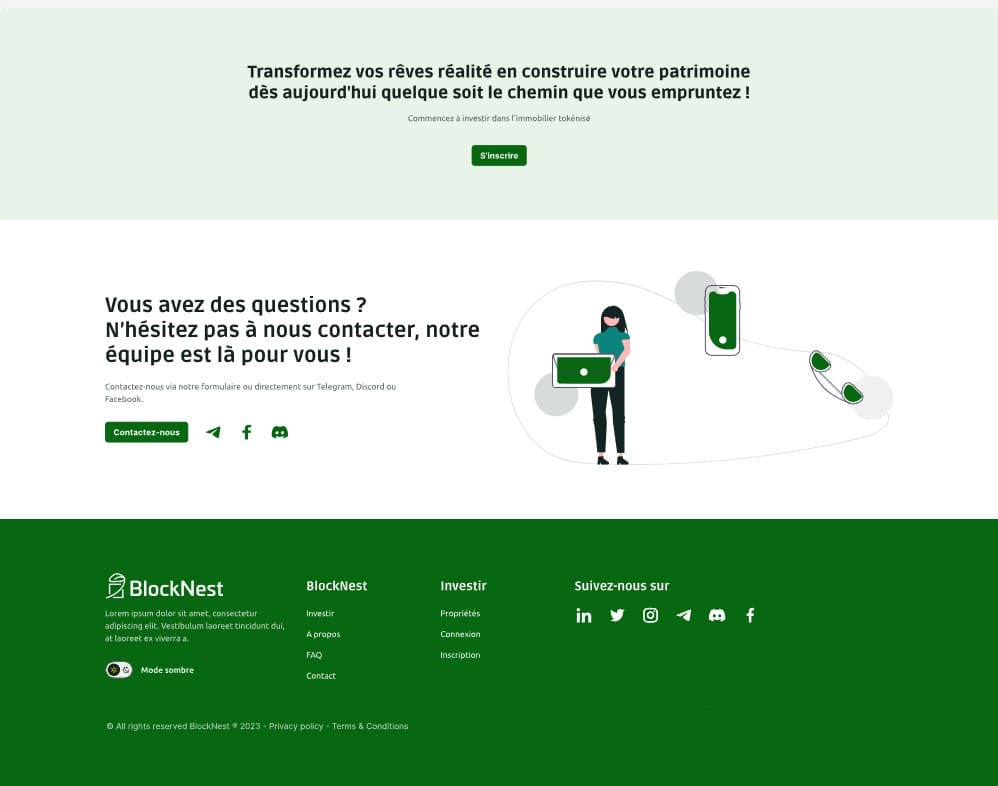 Transformez vos rêves réalité en construire votre patrimoine
dès aujourd'hui quelque soit le chemin que vous empruntez !
Commencez à investir dans l'immobilier tokénisé
S'inscrire
Vous avez des questions ?
N'hésitez pas à nous contacter, notre
équipe est là pour vous !
Contactez-nous via notre formulaire ou directement sur Telegram, Discord ou
Facebook.
Contactez-nous
BlockNest
Lorem ipsum dolor sit amet, consectetur
adipiscing elit. Vestibulum laoreet tincidunt dui,
at laoreet ex viverra a.
Mode sombre
BlockNest
Investir
A propos
FAQ
Contact
Investir
Propriétés
Connexion
Inscription
Suivez-nous sur
© All rights reserved BlockNest ® 2023 - Privacy policy - Terms & Conditions